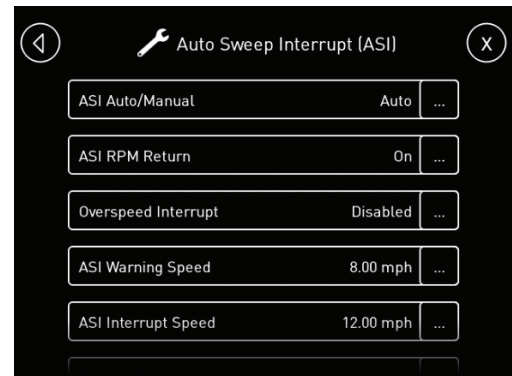 Auto Sweep Interrupt (ASI) X
ASI Auto/Manual Auto ...
ASI RPM Return On ...
Overspeed Interrupt Disabled ...
ASI Warning Speed 8.00 mph ...
ASI Interrupt Speed 12.00 mph ...